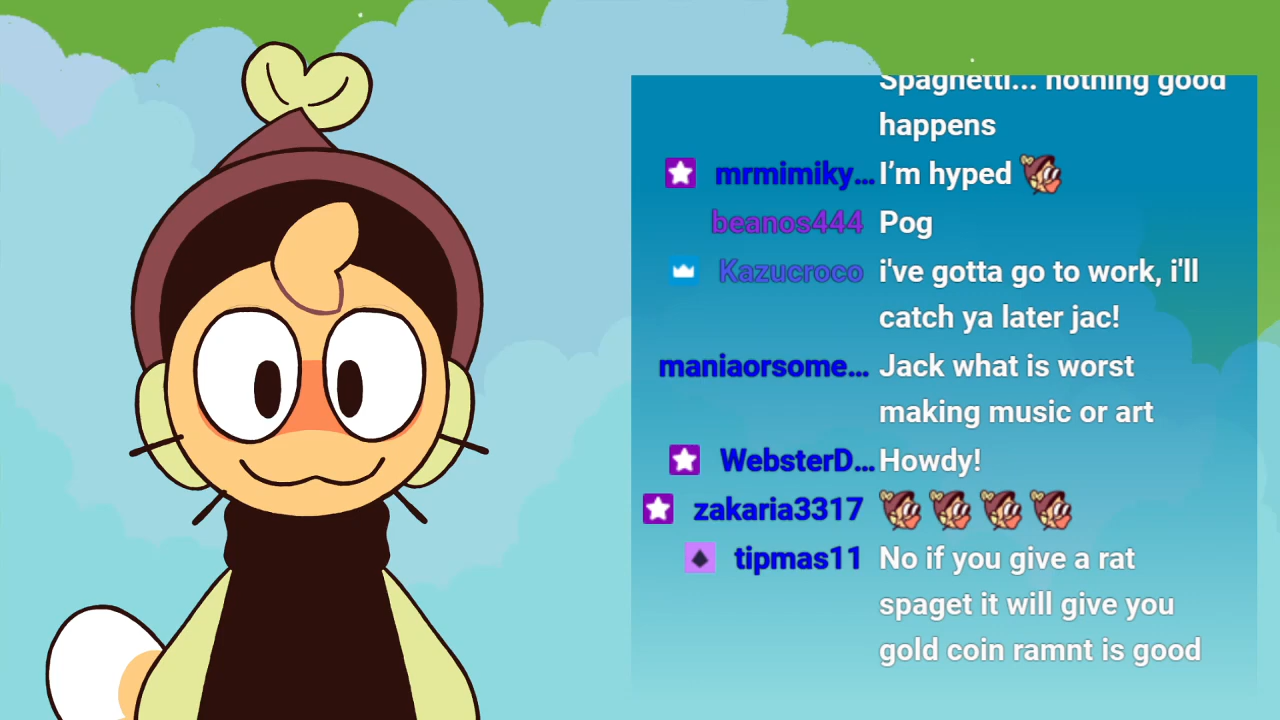 Spaghetti... nothing good
happens
mrmimiky... I'm hyped
beanos444 Pog
Kazucroco i've gotta go to work, i'll
catch ya later jac!
maniaorsome... Jack what is worst
making music or art
WebsterD... Howdy!
zakaria3317
tipmas11 No if you give a rat
spaget it will give you
gold coin ramnt is good